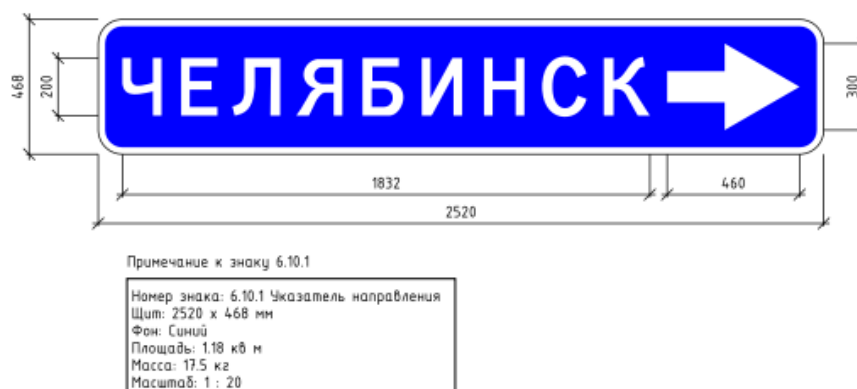 ЧЕЛЯБИНСК
468
200
300
1832
460
2520
Примечание к знаку 6.10.1
Номер знака: 6.10.1 Указатель направления
Щит: 2520 x 468 мм
Фон: Синий
Площадь: 1.18 кв м
Масса: 17.5 кг
Масштаб: 1 : 20